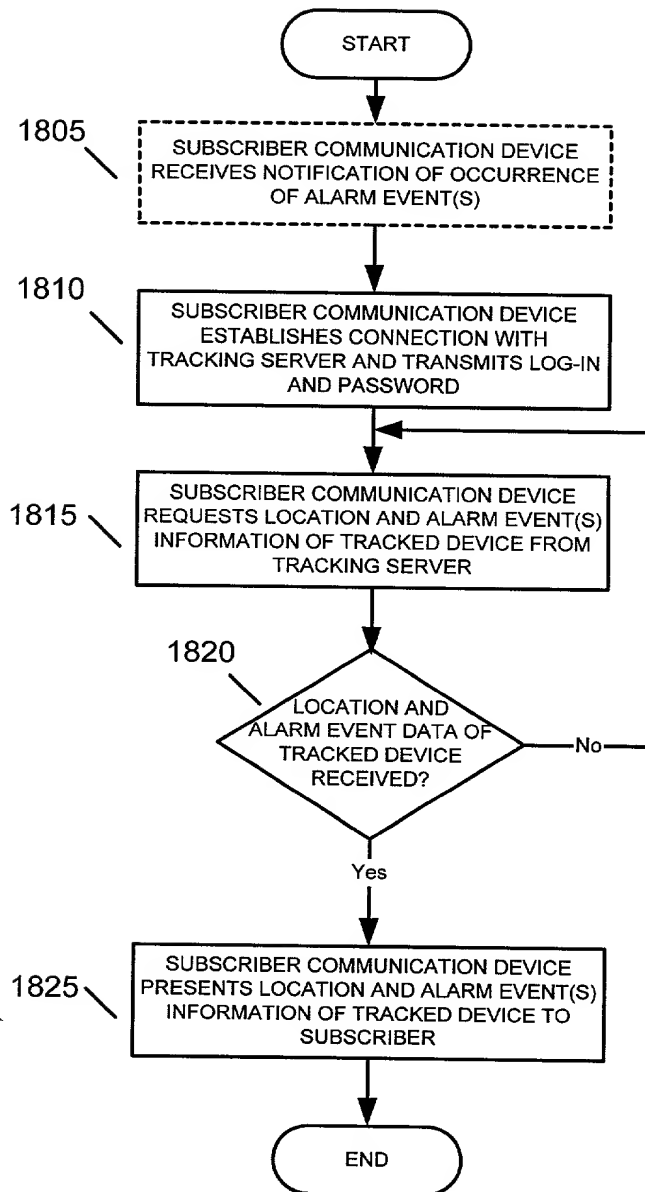 START
1805
SUBSCRIBER COMMUNICATION DEVICE
RECEIVES NOTIFICATION OF OCCURRENCE
OF ALARM EVENT(S)
1810
SUBSCRIBER COMMUNICATION DEVICE
ESTABLISHES CONNECTION WITH
TRACKING SERVER AND TRANSMITS LOG-IN
AND PASSWORD
1815
SUBSCRIBER COMMUNICATION DEVICE
REQUESTS LOCATION AND ALARM EVENT(S)
INFORMATION OF TRACKED DEVICE FROM
TRACKING SERVER
1820
LOCATION AND
ALARM EVENT DATA OF
TRACKED DEVICE
RECEIVED?
No
Yes
1825
SUBSCRIBER COMMUNICATION DEVICE
PRESENTS LOCATION AND ALARM EVENT(S)
INFORMATION OF TRACKED DEVICE TO
SUBSCRIBER
END